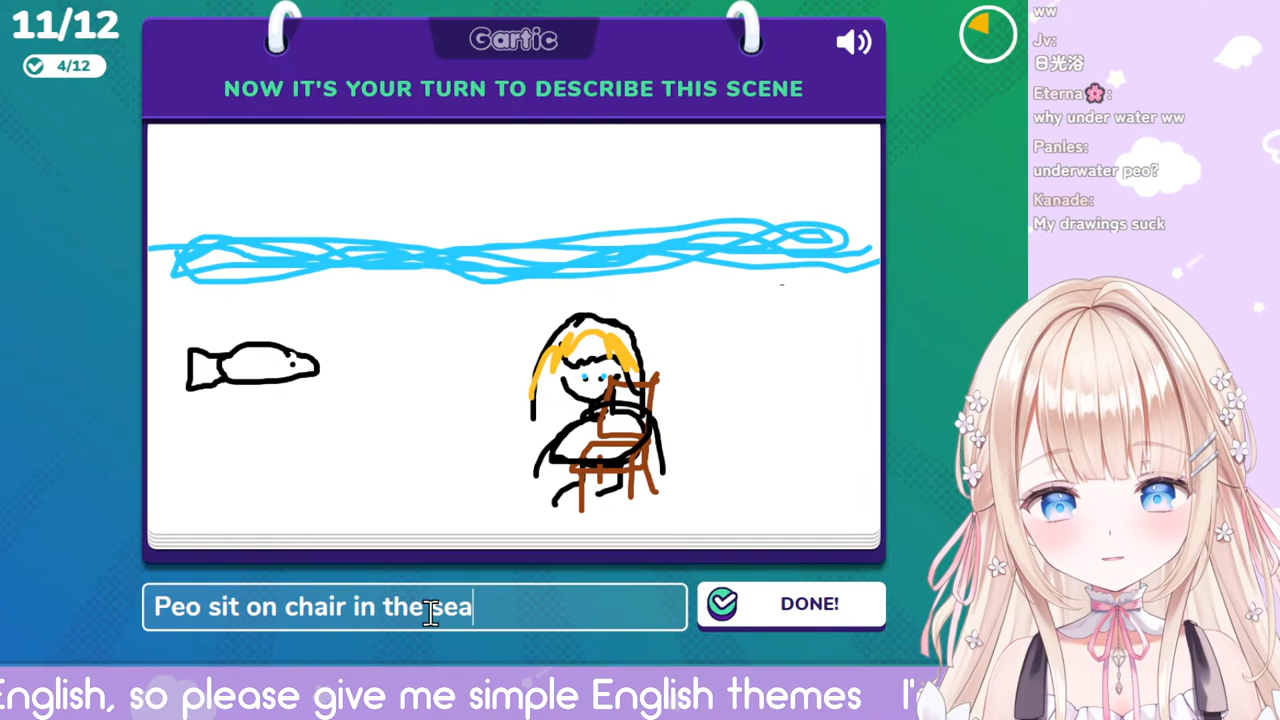 11/12
4/12
Gartic
NOW IT'S YOUR TURN TO DESCRIBE THIS SCENE
Peo sit on chair in the sea
DONE!
ww
Jv:
日光浴
Eterna🌸:
why under water ww
Panles:
underwater peo?
Kanade:
My drawings suck
English, so please give me simple English themes I'